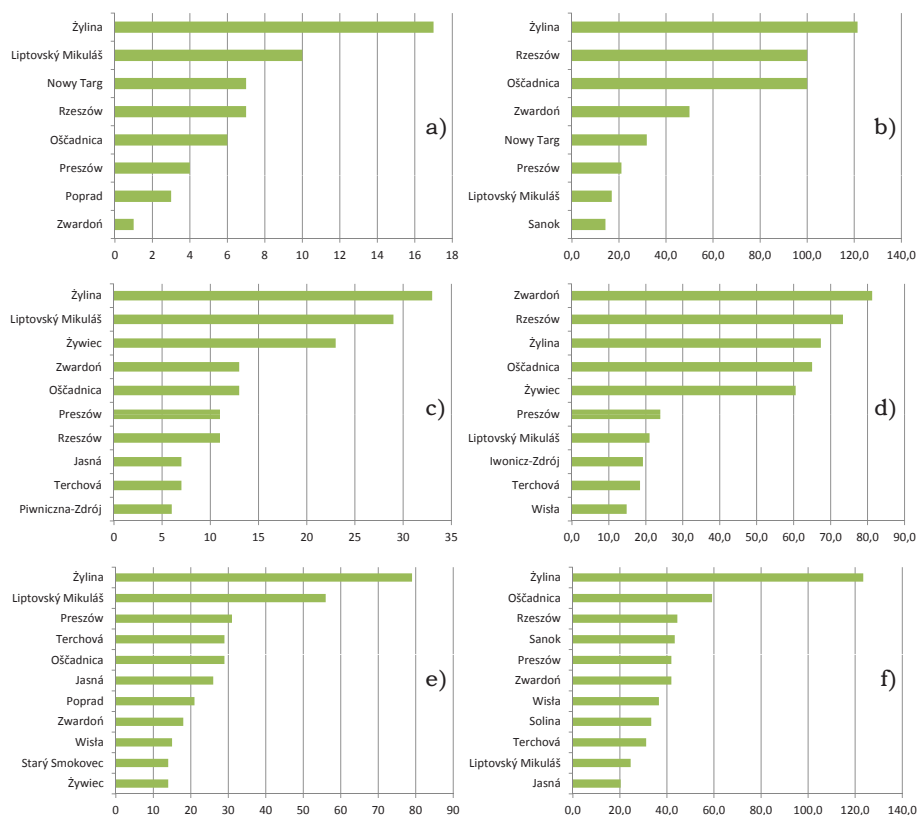 Żylina
Liptovský Mikuláš
Nowy Targ
Rzeszów
Oščadnica
Preszów
Poprad
Zwardoń
a)
0 2 4 6 8 10 12 14 16 18
Żylina
Rzeszów
Oščadnica
Zwardoń
Nowy Targ
Preszów
Liptovský Mikuláš
Sanok
b)
0,0 20,0 40,0 60,0 80,0 100,0 120,0 140,0
Żylina
Liptovský Mikuláš
Żywiec
Zwardoń
Oščadnica
Preszów
Rzeszów
Jasná
Terchová
Piwniczna-Zdrój
c)
0 5 10 15 20 25 30 35
Zwardoń
Rzeszów
Żylina
Oščadnica
Żywiec
Preszów
Liptovský Mikuláš
Iwonicz-Zdrój
Terchová
Wisła
d)
0,0 10,0 20,0 30,0 40,0 50,0 60,0 70,0 80,0 90,0
Żylina
Liptovský Mikuláš
Preszów
Terchová
Oščadnica
Jasná
Poprad
Zwardoń
Wisła
Starý Smokovec
Żywiec
e)
0 10 20 30 40 50 60 70 80 90
Żylina
Oščadnica
Rzeszów
Sanok
Preszów
Zwardoń
Wisła
Solina
Terchová
Liptovský Mikuláš
Jasná
f)
0,0 20,0 40,0 60,0 80,0 100,0 120,0 140,0